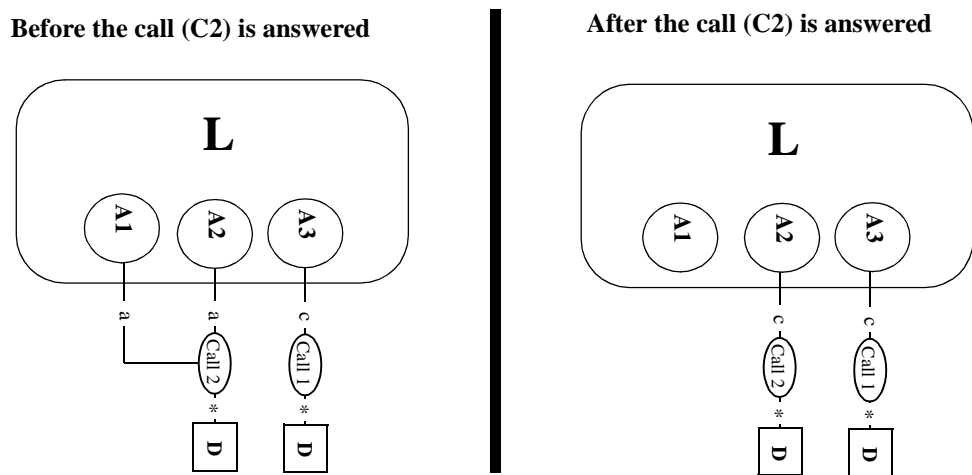 Before the call (C2) is answered
L
A1
A2
A3
a
a
c
Call 2
Call 1
*
*
D
D
After the call (C2) is answered
L
A1
A2
A3
c
c
Call 2
Call 1
*
*
D
D